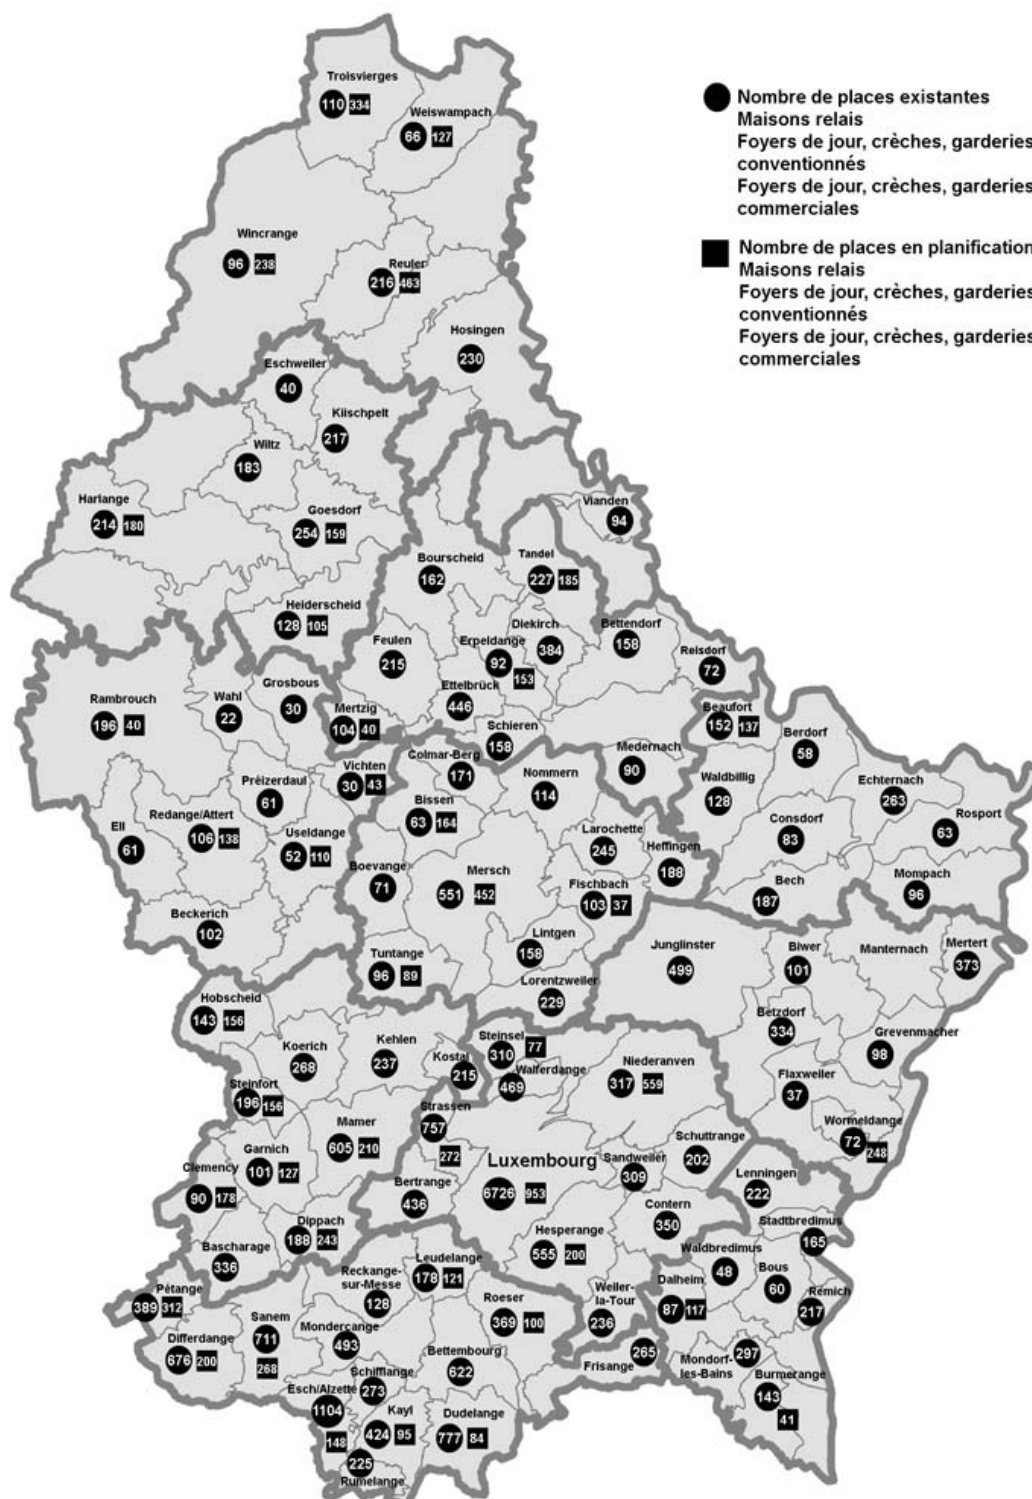 Nombre de places existantes
Maisons relais
Foyers de jour, crèches, garderies
conventionnés
Foyers de jour, crèches, garderies
commerciales
Nombre de places en planification
Maisons relais
Foyers de jour, crèches, garderies
conventionnés
Foyers de jour, crèches, garderies
commerciales
Troisvierges
110 334
Weiswampach
66 127
Wincrange
96 238
Reuler
216 463
Hosingen
230
Eschweiler
40
Kiischpelt
217
Wiltz
183
Harlange
214 180
Goesdorf
254 159
Vianden
94
Bourscheid
162
Tandel
227 185
Heiderscheid
128 105
Feulen
215
Erpeldange
92
153
Diekirch
384
Bettendorf
158
Reisdorf
72
Rambrouch
196 40
Wahl
22
Grosbous
30
Mertzig
104 40
Ettelbrück
446
Schieren
158
Beaufort
152 137
Berdorf
58
Colmar-Berg
171
Nommern
114
Medernach
90
Waldbillig
128
Echternach
263
Rosport
63
Vichten
30 43
Préizerdaul
61
Bissen
63 164
Ell
61
Redange/Attert
106 138
Useldange
52 110
Larochette
245
Heffingen
188
Consdorf
83
Boevange
71
Mersch
551 452
Fischbach
103 37
Bech
187
Mompach
96
Beckerich
102
Tuntange
96 89
Lintgen
158
Lorentzweiler
229
Junglinster
499
Biwer
101
Manternach
Mertert
373
Hobscheid
143 156
Koerich
268
Kehlen
237
Kostal
215
Steinsel
310 77
Walferdange
469
Niederanven
317 559
Betzdorf
334
Grevenmacher
98
Flaxweiler
37
Steinfort
196 156
Strassen
757
272
Wormeldange
72
248
Mamer
605 210
Garnich
101 127
Clemency
90 178
Luxembourg
6726 953
Sandweiler
309
Schuttrange
202
Lenningen
222
Bertrange
436
Contern
350
Stadtbredimus
165
Dippach
188 243
Bascharage
336
Hesperange
555 200
Waldbredimus
48
Bous
60
Remich
217
Leudelange
178 121
Reckange-
sur-Messe
128
Roeser
369 100
Weiler-
la-Tour
236
Dalheim
87 117
Pétange
389 312
Sanem
711
268
Mondercange
493
Differdange
676 200
Bettembourg
622
Frisange
265
Mondorf-
les-Bains
297
Burmerange
143
41
Schifflange
273
Esch/Alzette
1104
148
Kayl
424 95
Dudelange
777 84
225
Rumelange